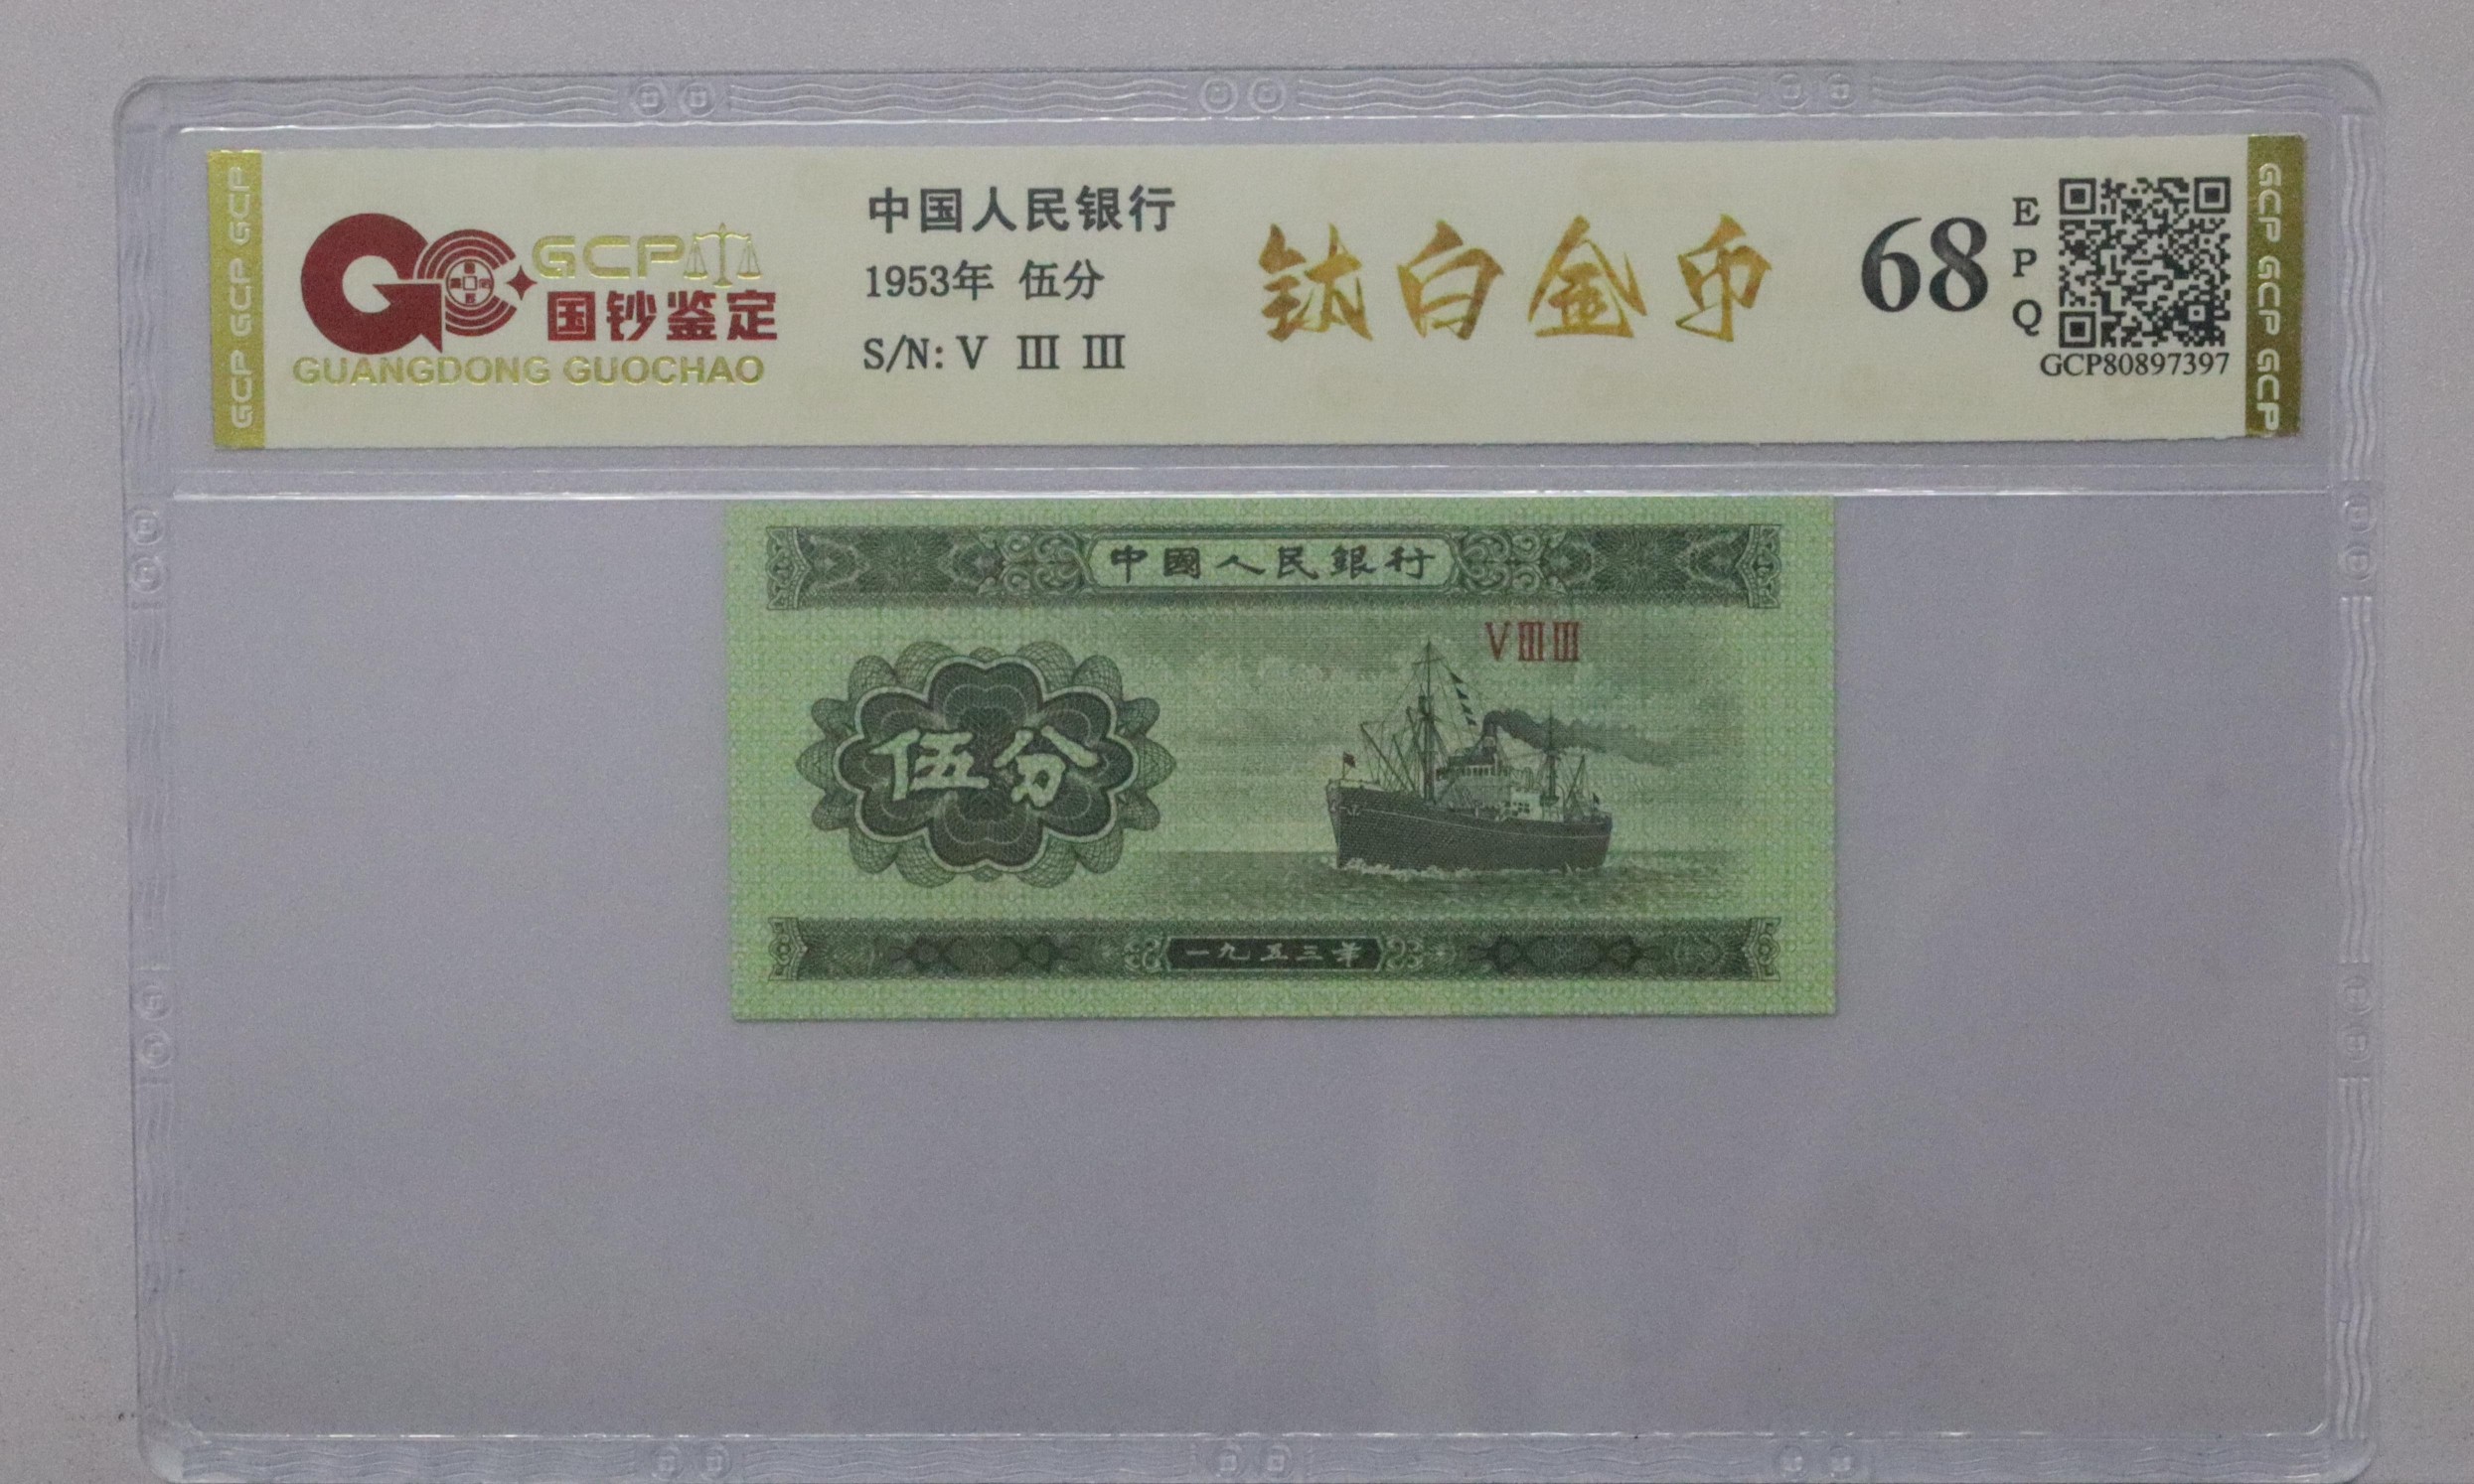 GCP GCP GCP
GCP
国钞鉴定
GUANGDONG GUOCHAO
中国人民银行
1953年 伍分
S/N: V III III
钛白金币
68
E
P
Q
GCP80897397
GCP GCP GCP
中國人民銀行
V III III
伍分
一九五三年